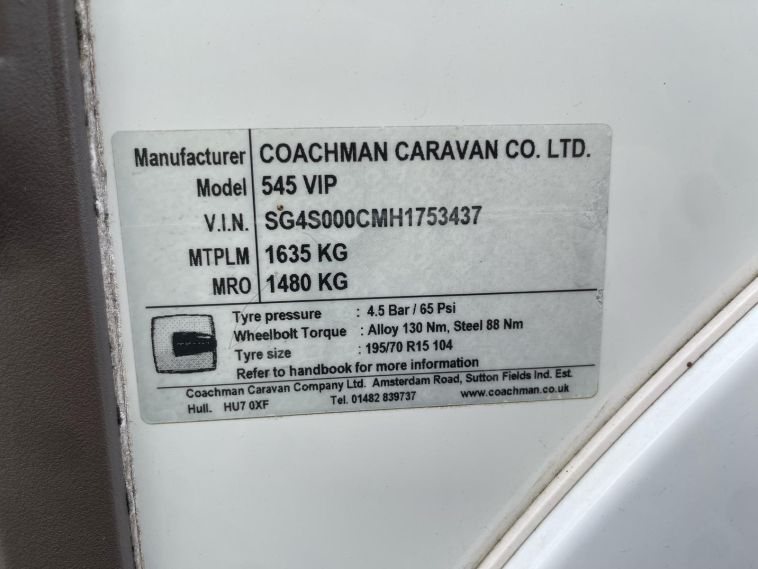 Manufacturer COACHMAN CARAVAN CO. LTD.
Model 545 VIP
V.I.N. SG4S000CMH1753437
MTPLM 1635 KG
MRO 1480 KG
Tyre pressure : 4.5 Bar / 65 Psi
Wheelbolt Torque : Alloy 130 Nm, Steel 88 Nm
Tyre size : 195/70 R15 104
Refer to handbook for more information
Coachman Caravan Company Ltd. Amsterdam Road, Sutton Fields Ind. Est.
Hull. HU7 0XF Tel. 01482 839737 www.coachman.co.uk